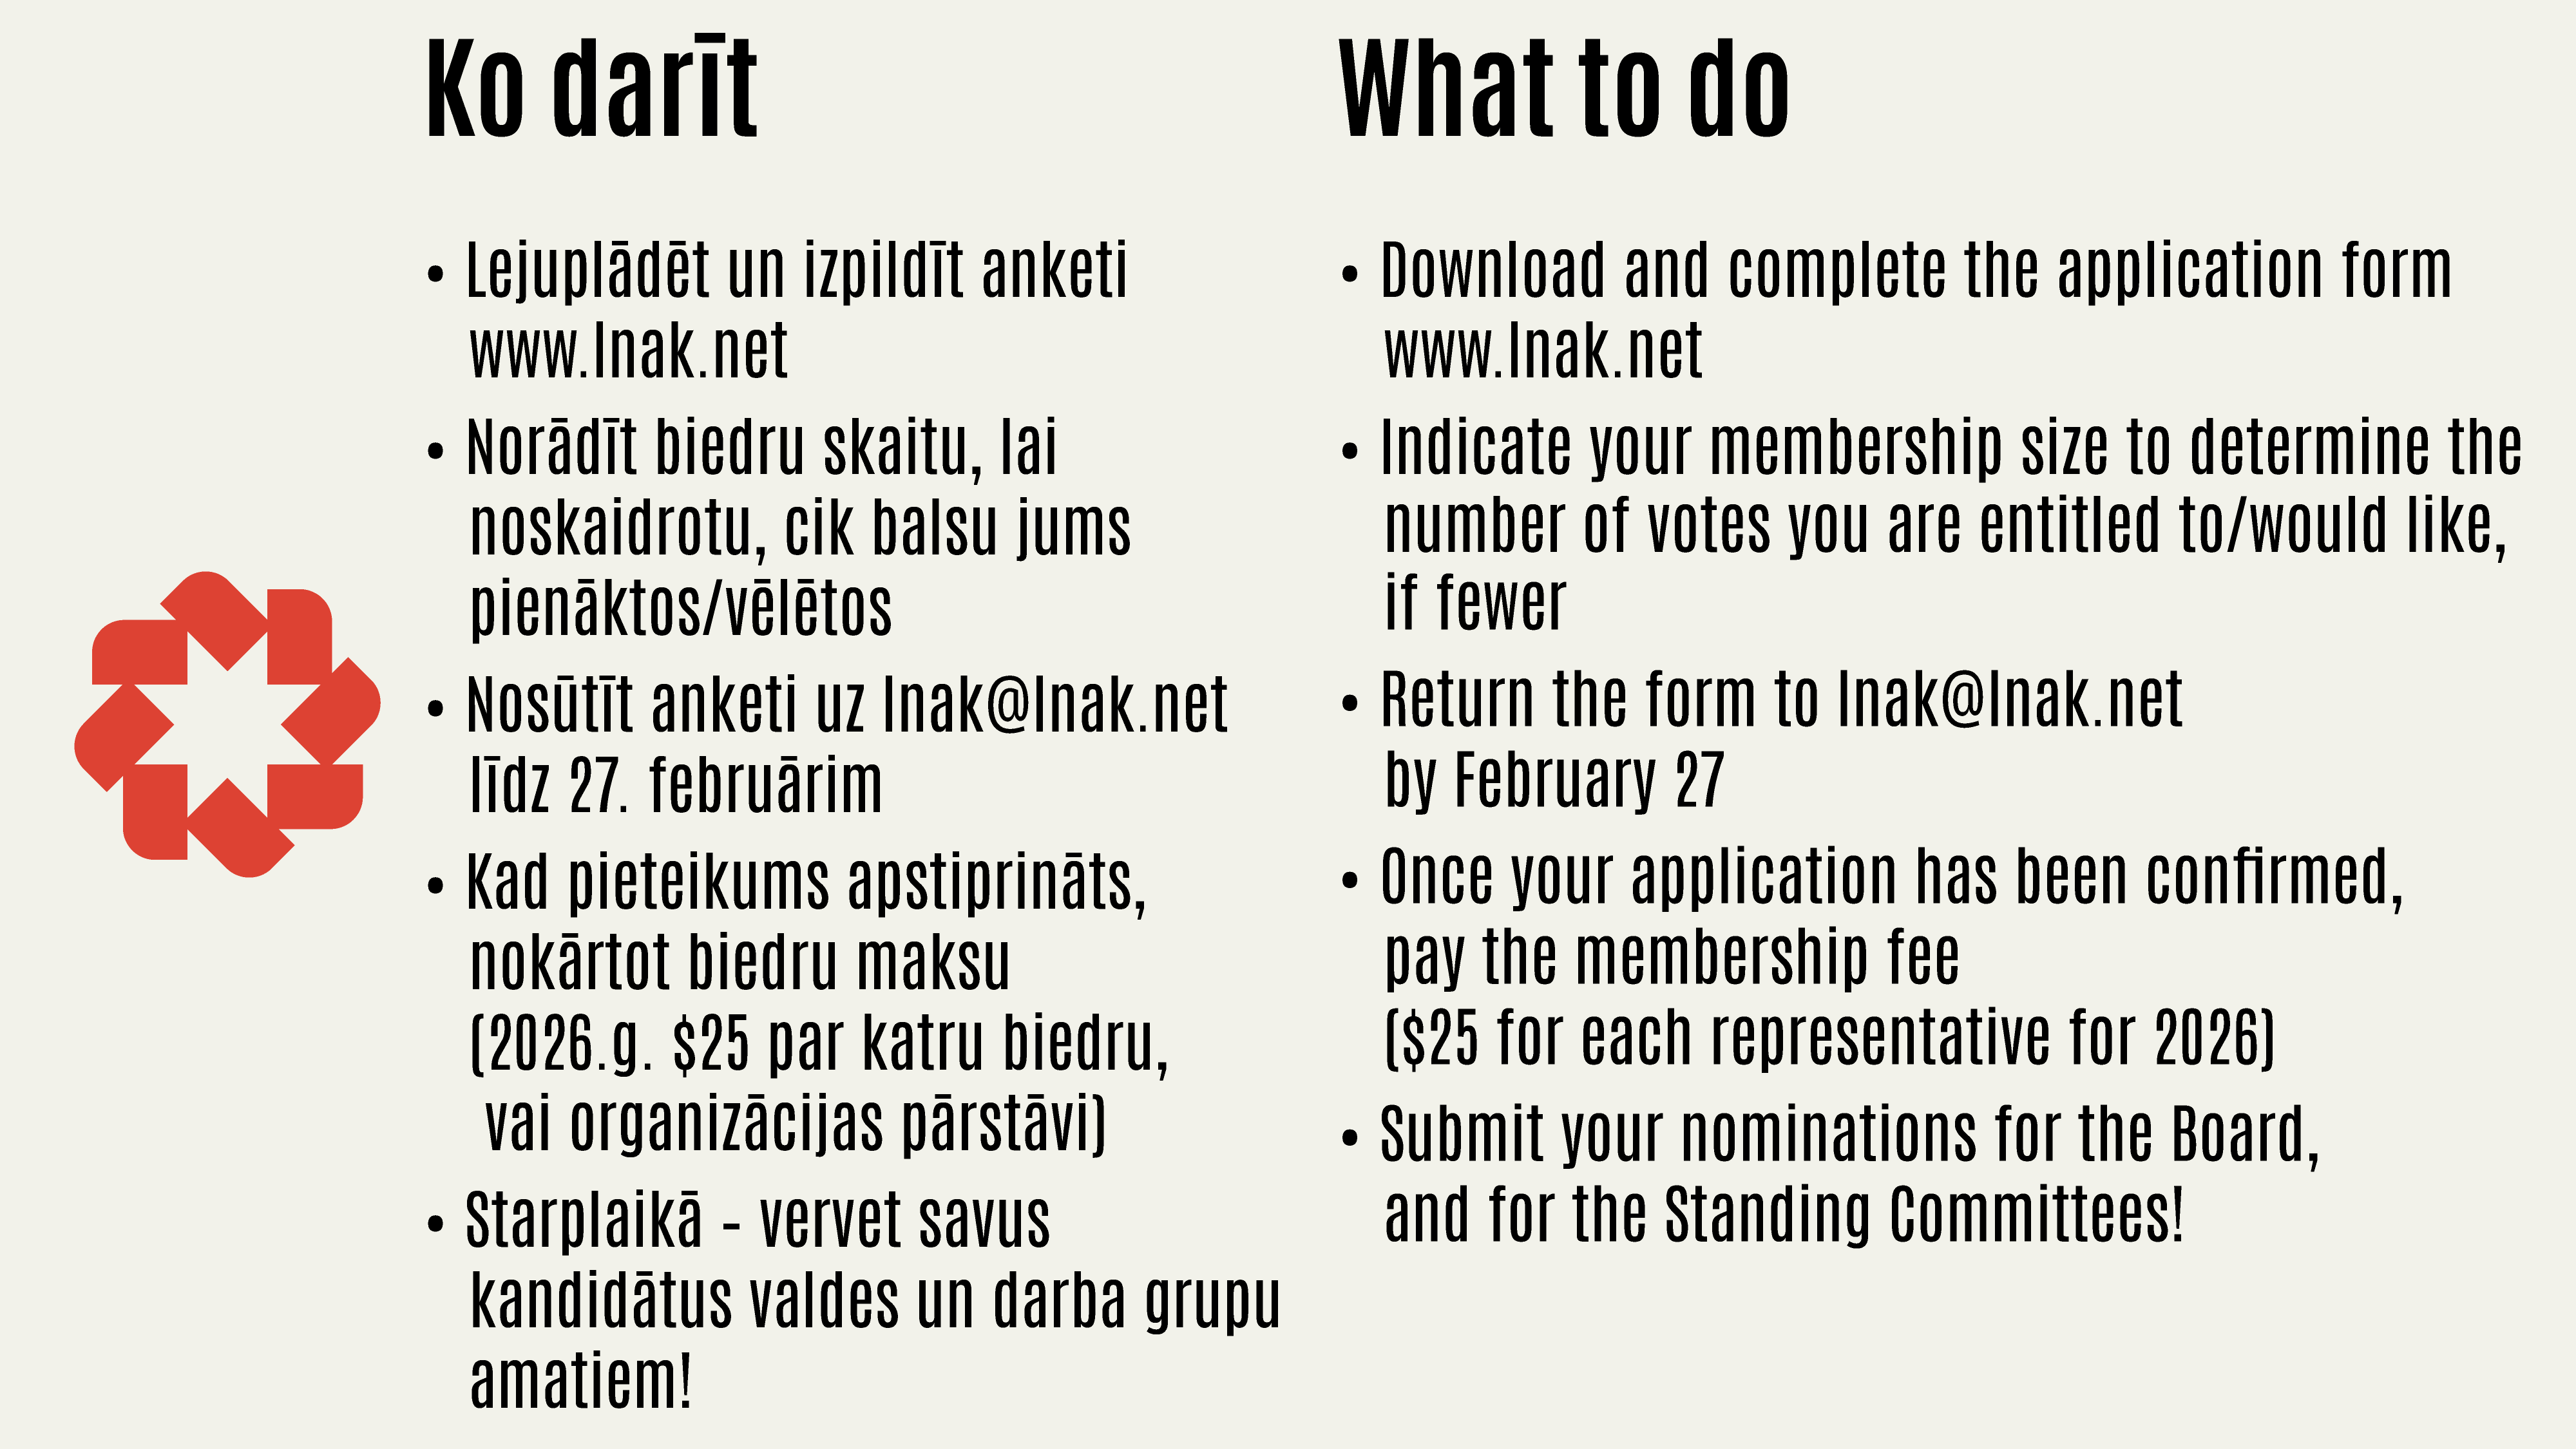 Ko darīt
• Lejuplādēt un izpildīt anketi
www.lnak.net
• Norādīt biedru skaitu, lai
noskaidrotu, cik balsu jums
pienāktos/vēlētos
• Nosūtīt anketi uz lnak@lnak.net
līdz 27. februārim
• Kad pieteikums apstiprināts,
nokārtot biedru maksu
(2026.g. $25 par katru biedru,
vai organizācijas pārstāvi)
• Starplaikā – vervet savus
kandidātus valdes un darba grupu
amatiem!
What to do
• Download and complete the application form
www.lnak.net
• Indicate your membership size to determine the
number of votes you are entitled to/would like,
if fewer
• Return the form to lnak@lnak.net
by February 27
• Once your application has been confirmed,
pay the membership fee
($25 for each representative for 2026)
• Submit your nominations for the Board,
and for the Standing Committees!